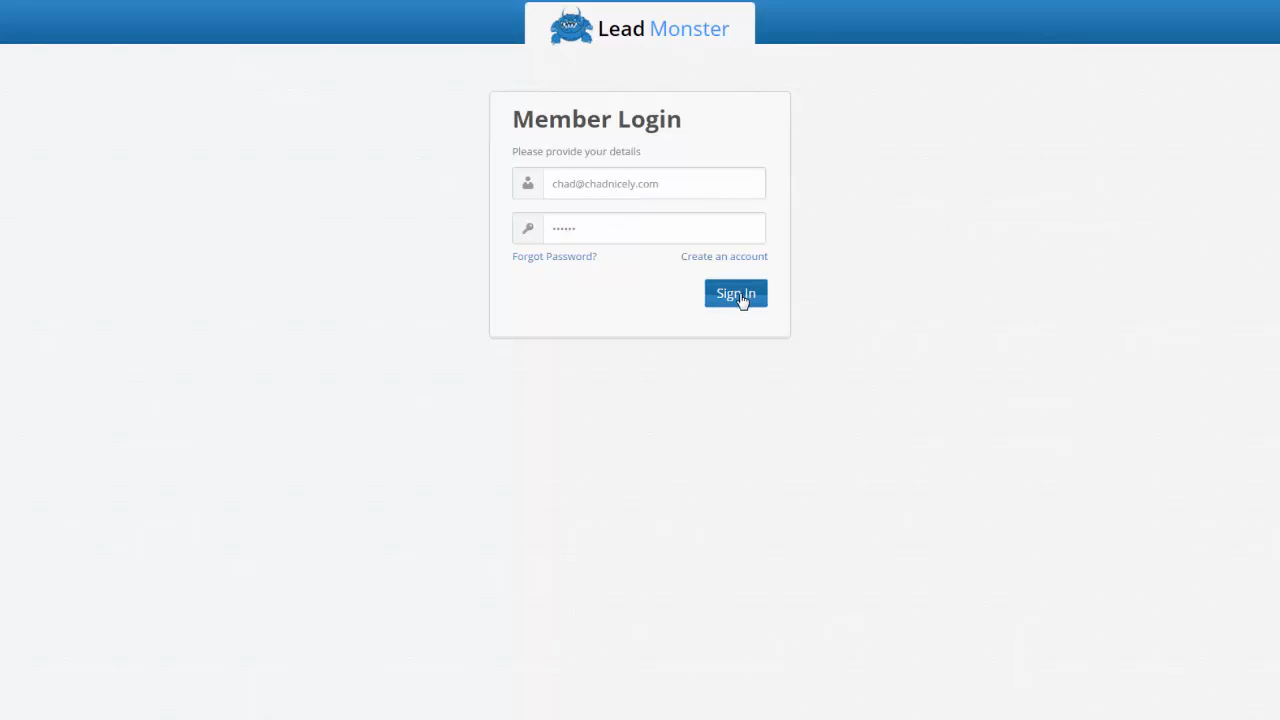 Lead Monster
Member Login
Please provide your details
chad@chadnicely.com
••••••
Forgot Password? Create an account
Sign In